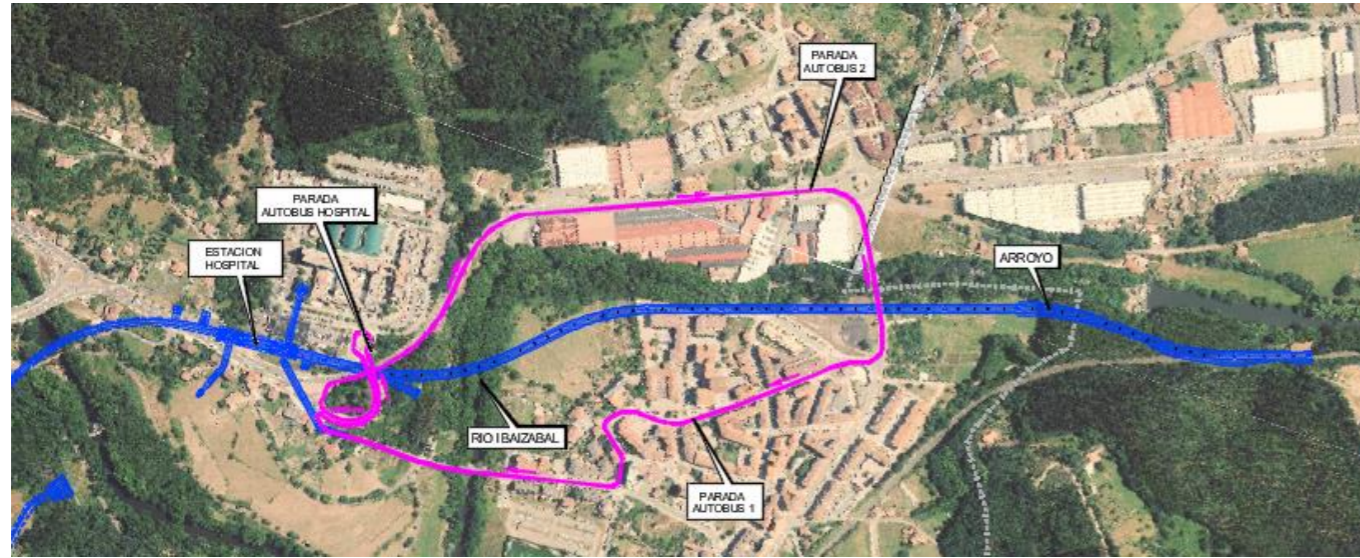 PARADA
AUTOBUS 2
PARADA
AUTOBUS HOSPITAL
ESTACION
HOSPITAL
ARROYO
RIO IBAIZABAL
PARADA
AUTOBUS 1